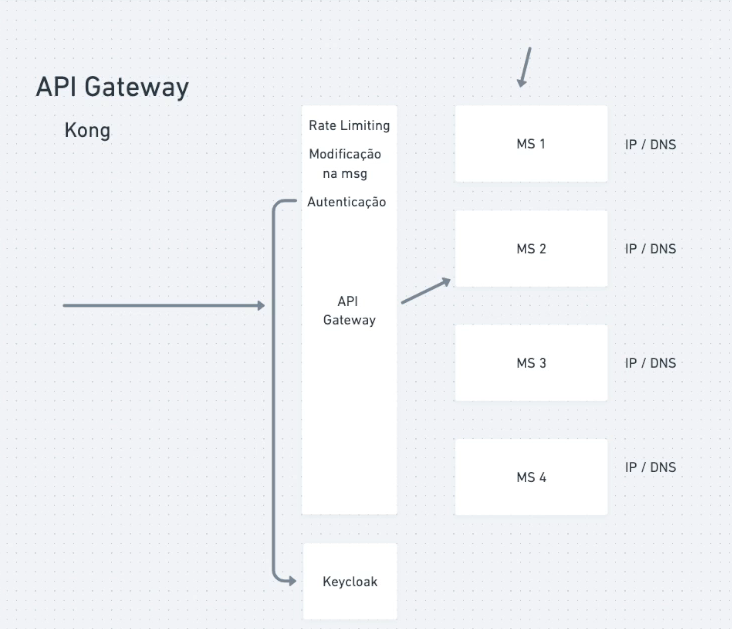 API Gateway
Kong
Rate Limiting
Modificação
na msg
Autenticação
API
Gateway
MS 1
IP / DNS
MS 2
IP / DNS
MS 3
IP / DNS
MS 4
IP / DNS
Keycloak